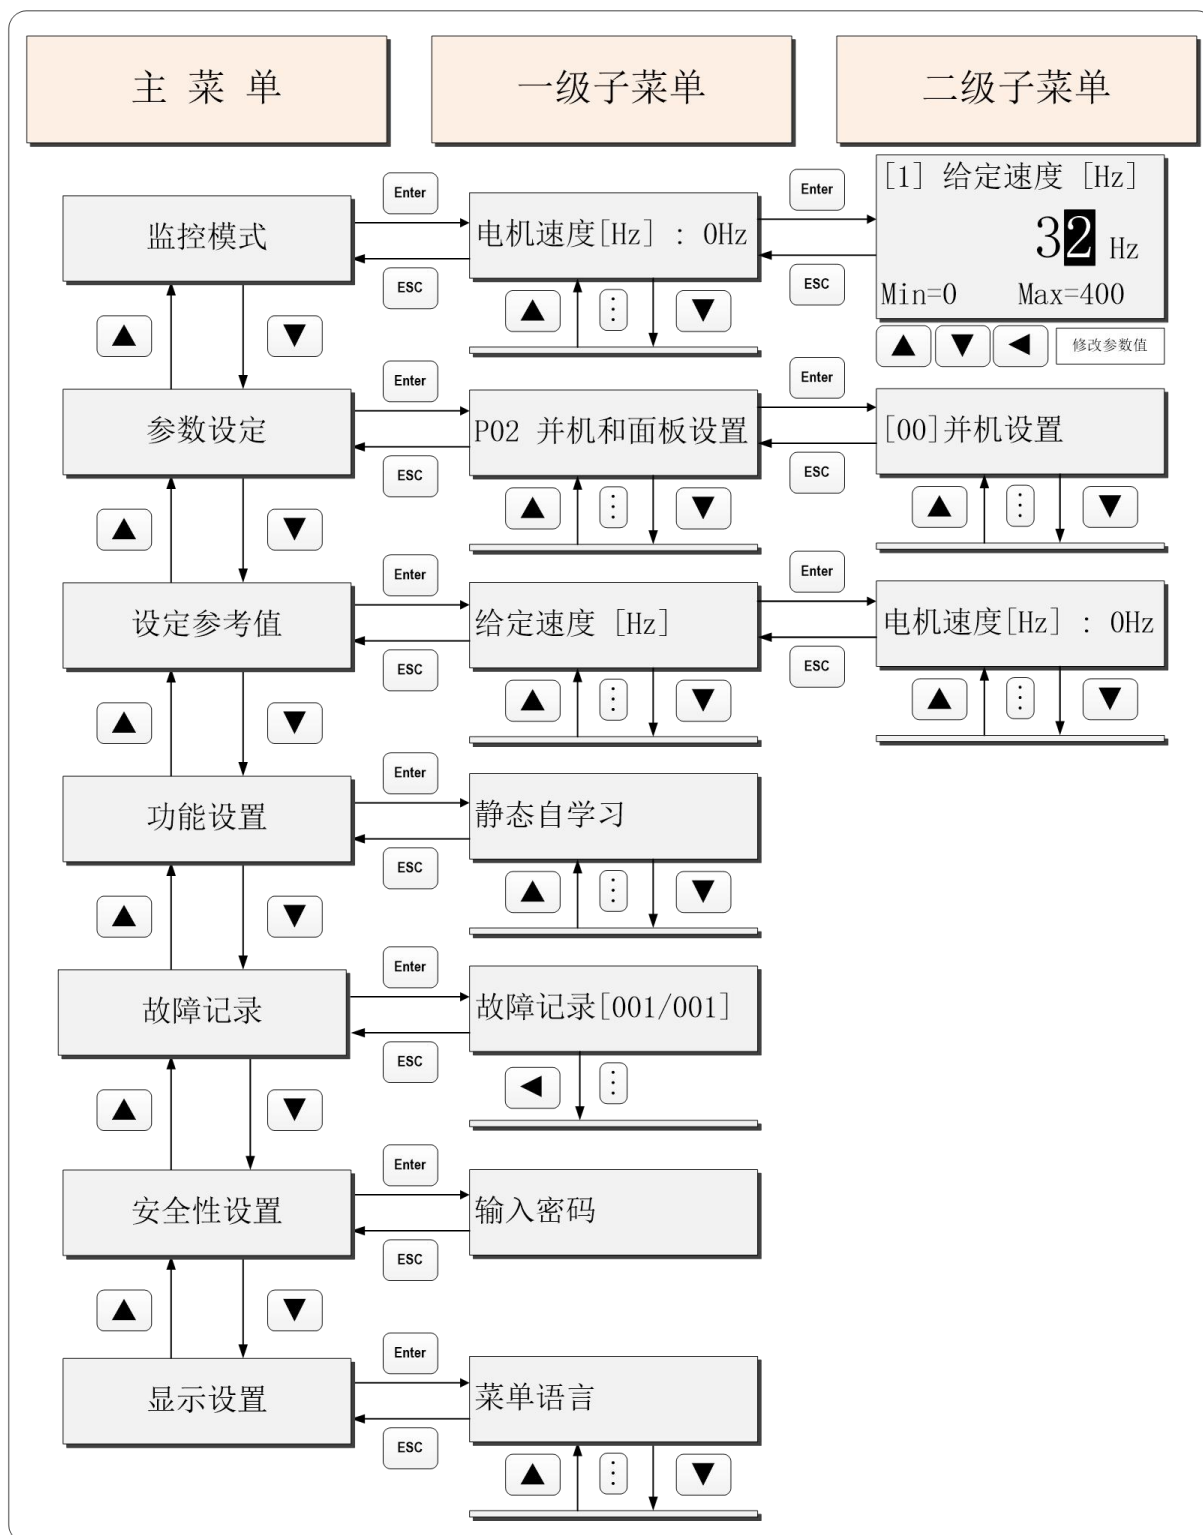 主 菜 单
一级子菜单
二级子菜单
监控模式
Enter
ESC
电机速度[Hz] : 0Hz
Enter
ESC
[1] 给定速度 [Hz]
32 Hz
Min=0 Max=400
修改参数值
参数设定
Enter
ESC
P02 并机和面板设置
Enter
ESC
[00]并机设置
设定参考值
Enter
ESC
给定速度 [Hz]
Enter
ESC
电机速度[Hz] : 0Hz
功能设置
Enter
ESC
静态自学习
故障记录
Enter
ESC
故障记录[001/001]
安全性设置
Enter
ESC
输入密码
显示设置
Enter
ESC
菜单语言